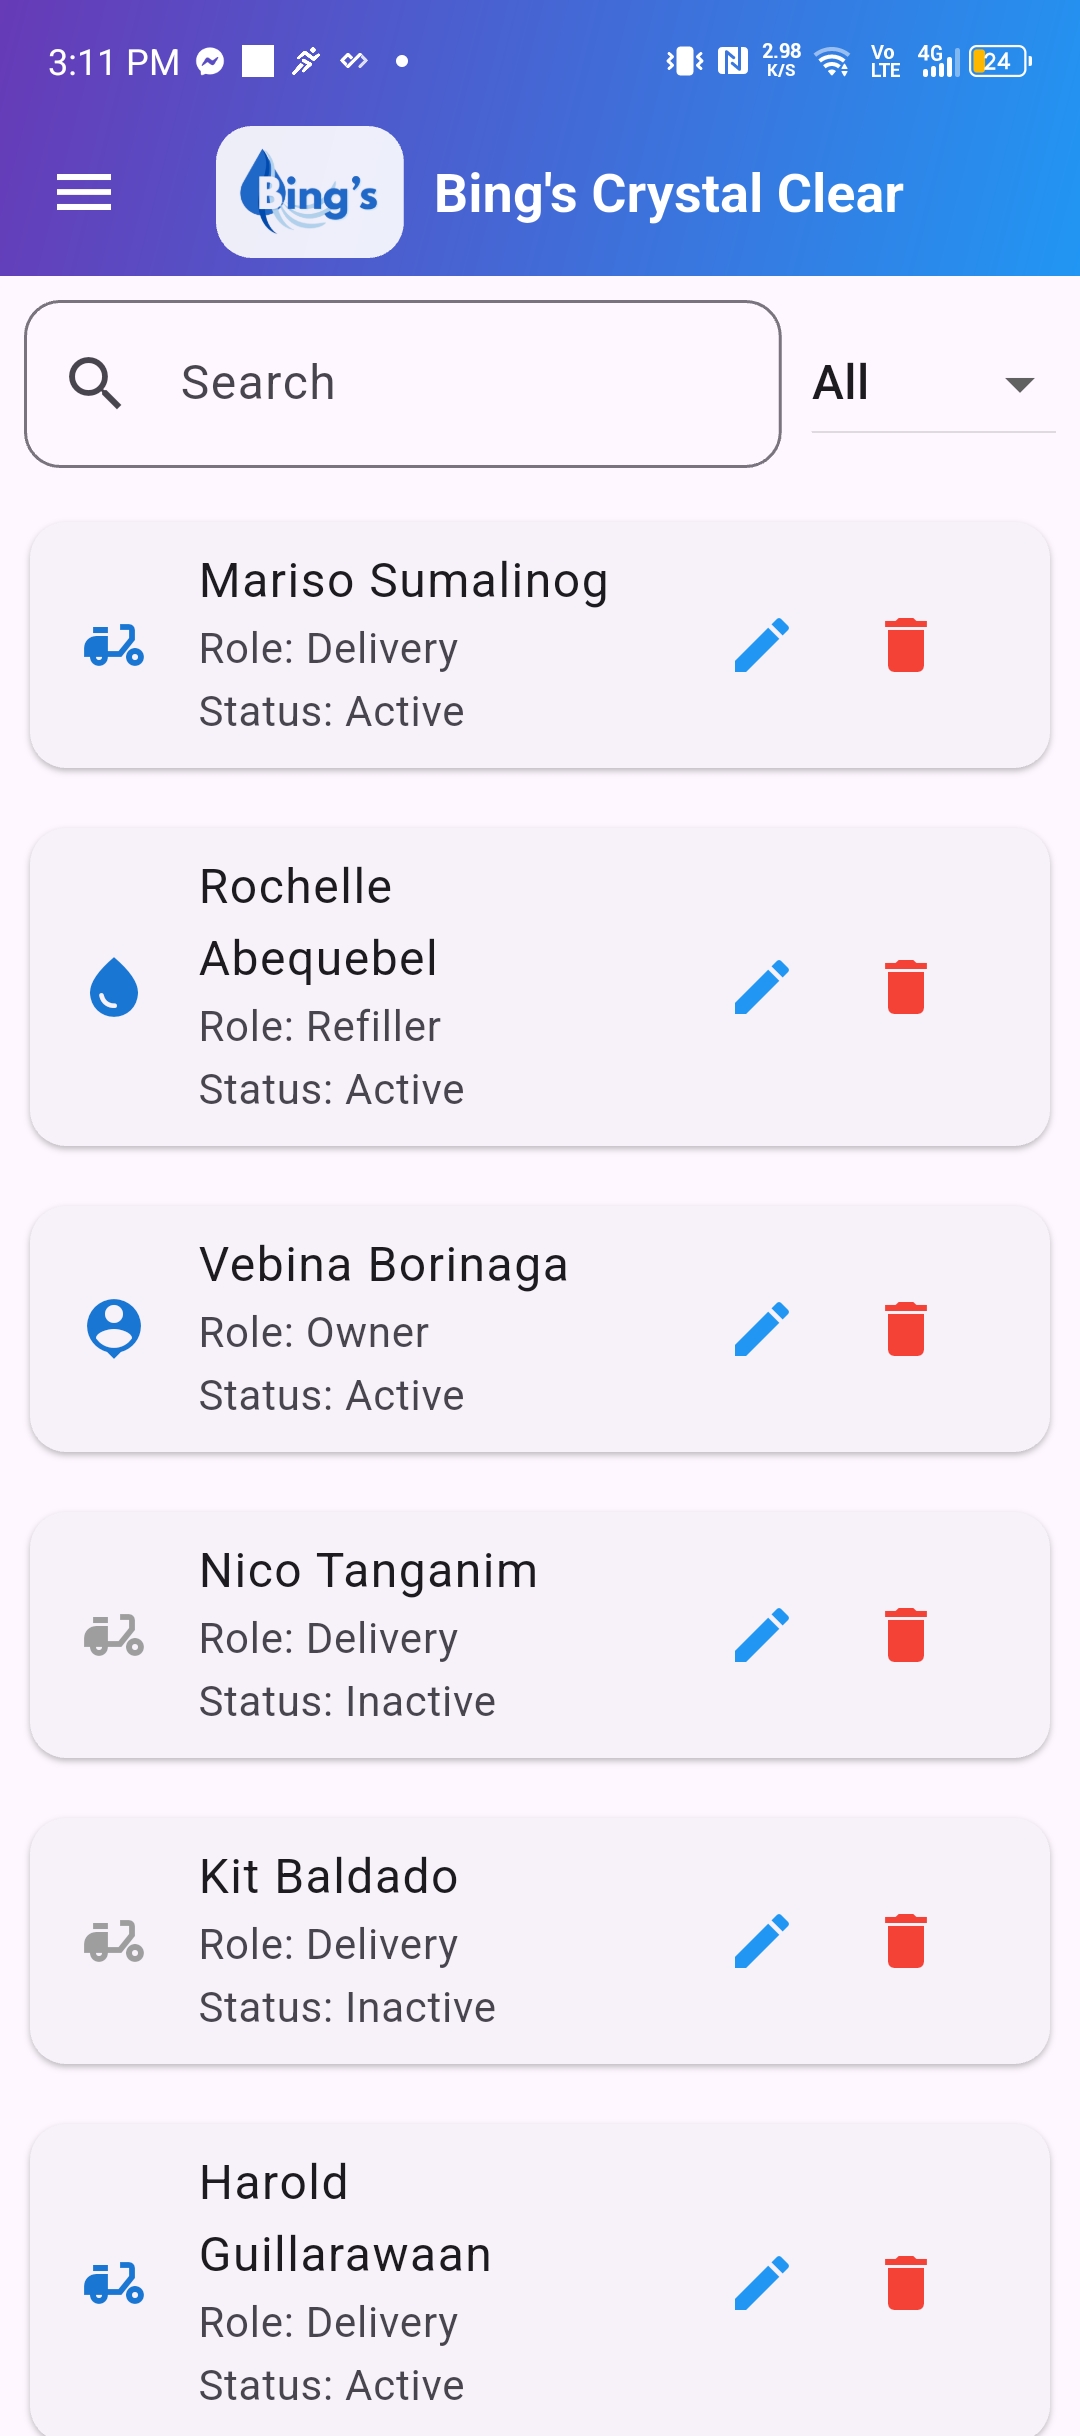 3:11 PM 2.98 K/S Vo LTE 4G 24
Bing's Bing's Crystal Clear
Search All
Mariso Sumalinog
Role: Delivery
Status: Active
Rochelle
Abequebel
Role: Refiller
Status: Active
Vebina Borinaga
Role: Owner
Status: Active
Nico Tanganim
Role: Delivery
Status: Inactive
Kit Baldado
Role: Delivery
Status: Inactive
Harold
Guillarawaan
Role: Delivery
Status: Active